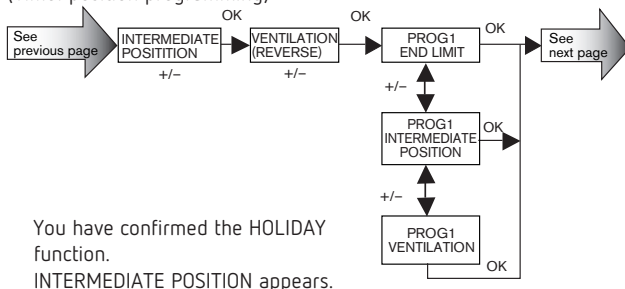 OK
OK
OK
See
previous page
INTERMEDIATE
POSTITION
VENTILATION
(REVERSE)
PROG1
END LIMIT
See
next page
+/–
+/–
+/–
PROG1
INTERMEDIATE
POSITION
OK
+/–
PROG1
VENTILATION
OK
You have confirmed the HOLIDAY
function.
INTERMEDIATE POSITION appears.